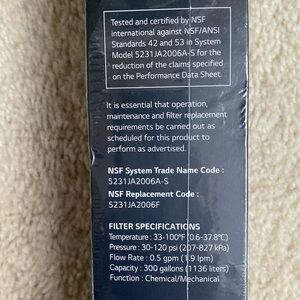 Tested and certified by NSF
international against NSF/ANSI
Standards 42 and 53 in System
Model 5231JA2006A-S for the
reduction of the claims specified
on the Performance Data Sheet.
It is essential that operation,
maintenance and filter replacement
requirements be carried out as
scheduled for this product to
perform as advertised.
NSF System Trade Name Code :
5231JA2006A-S
NSF Replacement Code :
5231JA2006F
FILTER SPECIFICATIONS
Temperature : 33-100°F (0.6-37.8°C)
Pressure : 30-120 psi (207-827 kPa)
Flow Rate : 0.5 gpm (1.9 lpm)
Capacity : 300 gallons (1136 liters)
Function : Chemical/Mechanical